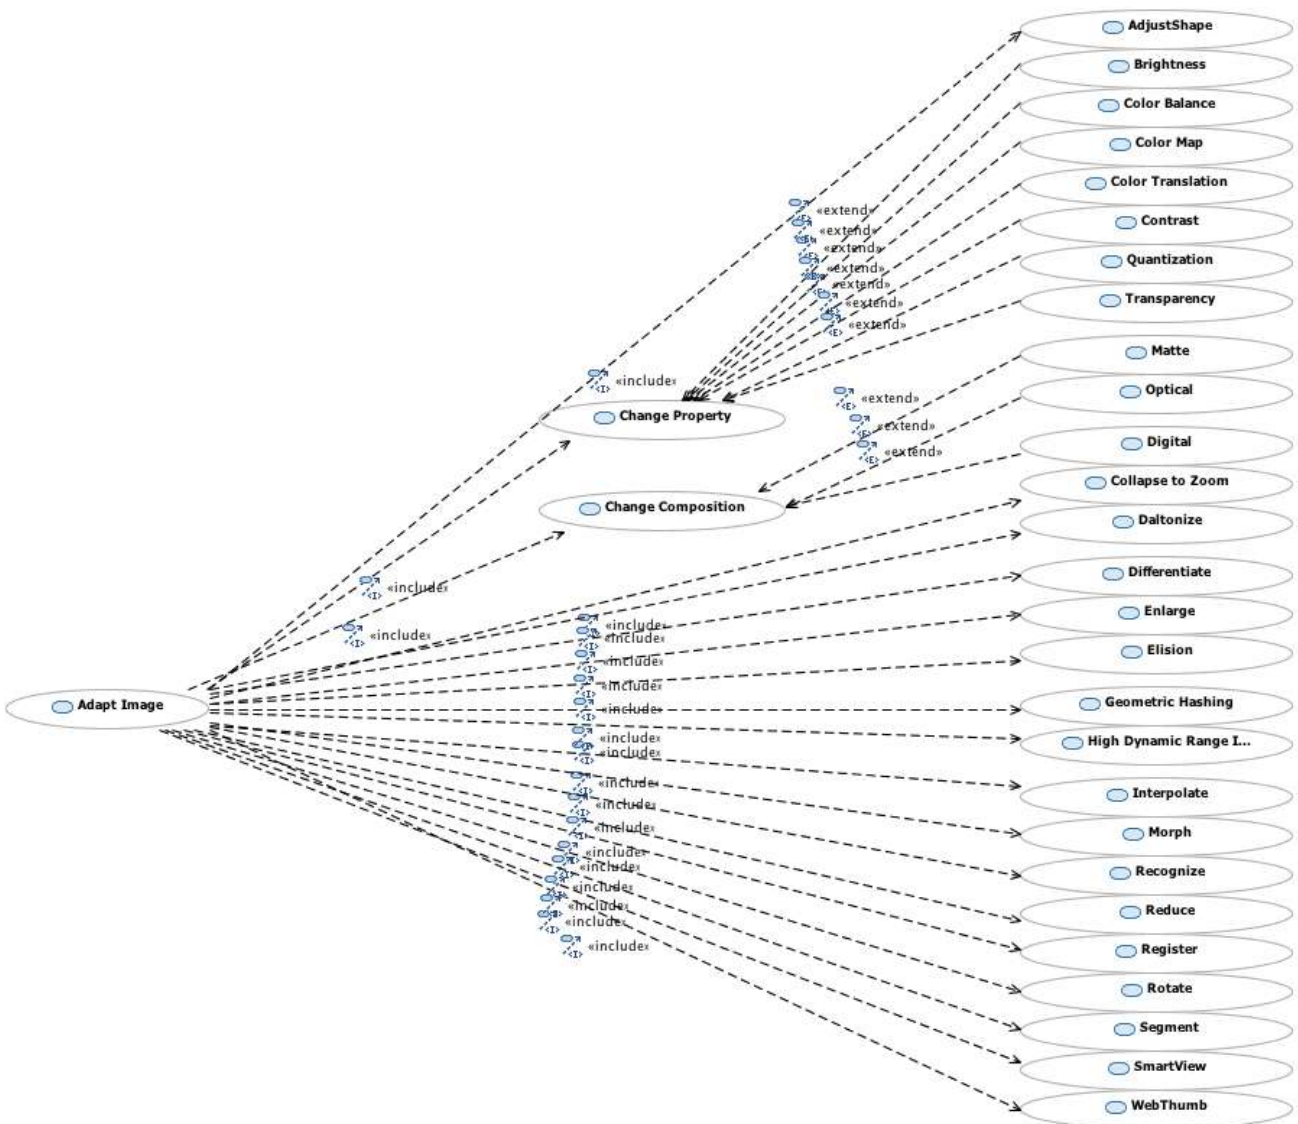 AdjustShape
Brightness
Color Balance
Color Map
Color Translation
«extend»
Contrast
«extend»
«extend»
Quantization
«extend»
«extend»
Transparency
«extend»
«extend»
Matte
«include»
Optical
«extend»
Change Property
«extend»
Digital
«extend»
Collapse to Zoom
Change Composition
Daltonize
Differentiate
«include»
Enlarge
«include»
«include»
«include»
Elision
«include»
«include»
Geometric Hashing
Adapt Image
«include»
«include»
High Dynamic Range I...
«include»
«include»
Interpolate
«include»
«include»
Morph
«include»
«include»
Recognize
«include»
«include»
Reduce
«include»
«include»
Register
Rotate
Segment
SmartView
WebThumb